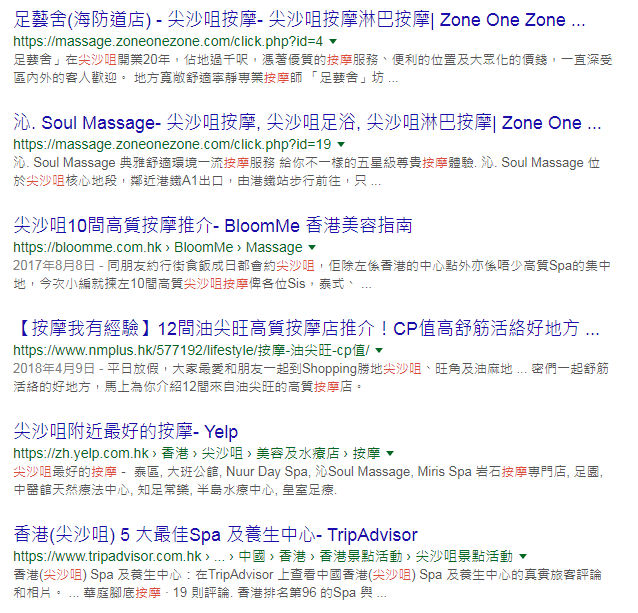 足藝舍(海防道店) - 尖沙咀按摩- 尖沙咀按摩淋巴按摩| Zone One Zone ...
https://massage.zoneonezone.com/click.php?id=4
足藝舍」在尖沙咀開業20年，佔地過千呎，憑著優質的按摩服務、便利的位置及大眾化的價錢，一直深受
區內外的客人歡迎。 地方寬敞舒適寧靜專業按摩師 「足藝舍」坊 ...
沁. Soul Massage- 尖沙咀按摩, 尖沙咀足浴, 尖沙咀淋巴按摩| Zone One ...
https://massage.zoneonezone.com/click.php?id=19
沁. Soul Massage 典雅舒適環境一流按摩服務 給你不一樣的五星級尊貴按摩體驗. 沁. Soul Massage 位
於尖沙咀核心地段，鄰近港鐵A1出口，由港鐵站步行前往，只 ...
尖沙咀10間高質按摩推介- BloomMe 香港美容指南
https://bloomme.com.hk › BloomMe › Massage
2017年8月8日 - 同朋友約行街食飯成日都會約尖沙咀，佢除左係香港的中心點外亦係唔少高質Spa的集中
地，今次小編就揀左10間高質尖沙咀按摩俾各位Sis，泰式、 ...
【按摩我有經驗】12間油尖旺高質按摩店推介！CP值高舒筋活絡好地方 ...
https://www.nmplus.hk/577192/lifestyle/按摩-油尖旺-cp值/
2018年4月9日 - 平日放假，大家最愛和朋友一起到Shopping勝地尖沙咀、旺角及油麻地 ... 密們一起舒筋
活絡的好地方，馬上為你介紹12間來自油尖旺的高質按摩店。
尖沙咀附近最好的按摩- Yelp
https://zh.yelp.com.hk › 香港 › 尖沙咀 › 美容及水療店 › 按摩
尖沙咀最好的按摩 - 泰區, 大班公館, Nuur Day Spa, 沁Soul Massage, Miris Spa 岩石按摩專門店, 足園,
中醫館天然療法中心, 知足常樂, 半島水療中心, 皇室足療.
香港(尖沙咀) 5 大最佳Spa 及養生中心- TripAdvisor
https://www.tripadvisor.com.hk › ... › 中國 › 香港 › 香港景點活動 › 尖沙咀景點活動
香港(尖沙咀) Spa 及養生中心：在TripAdvisor 上查看中國香港(尖沙咀) Spa 及養生中心的真實旅客評論
和相片。 ... 華庭腳底按摩 · 19 則評論. 香港排名第96 的Spa 與 ...